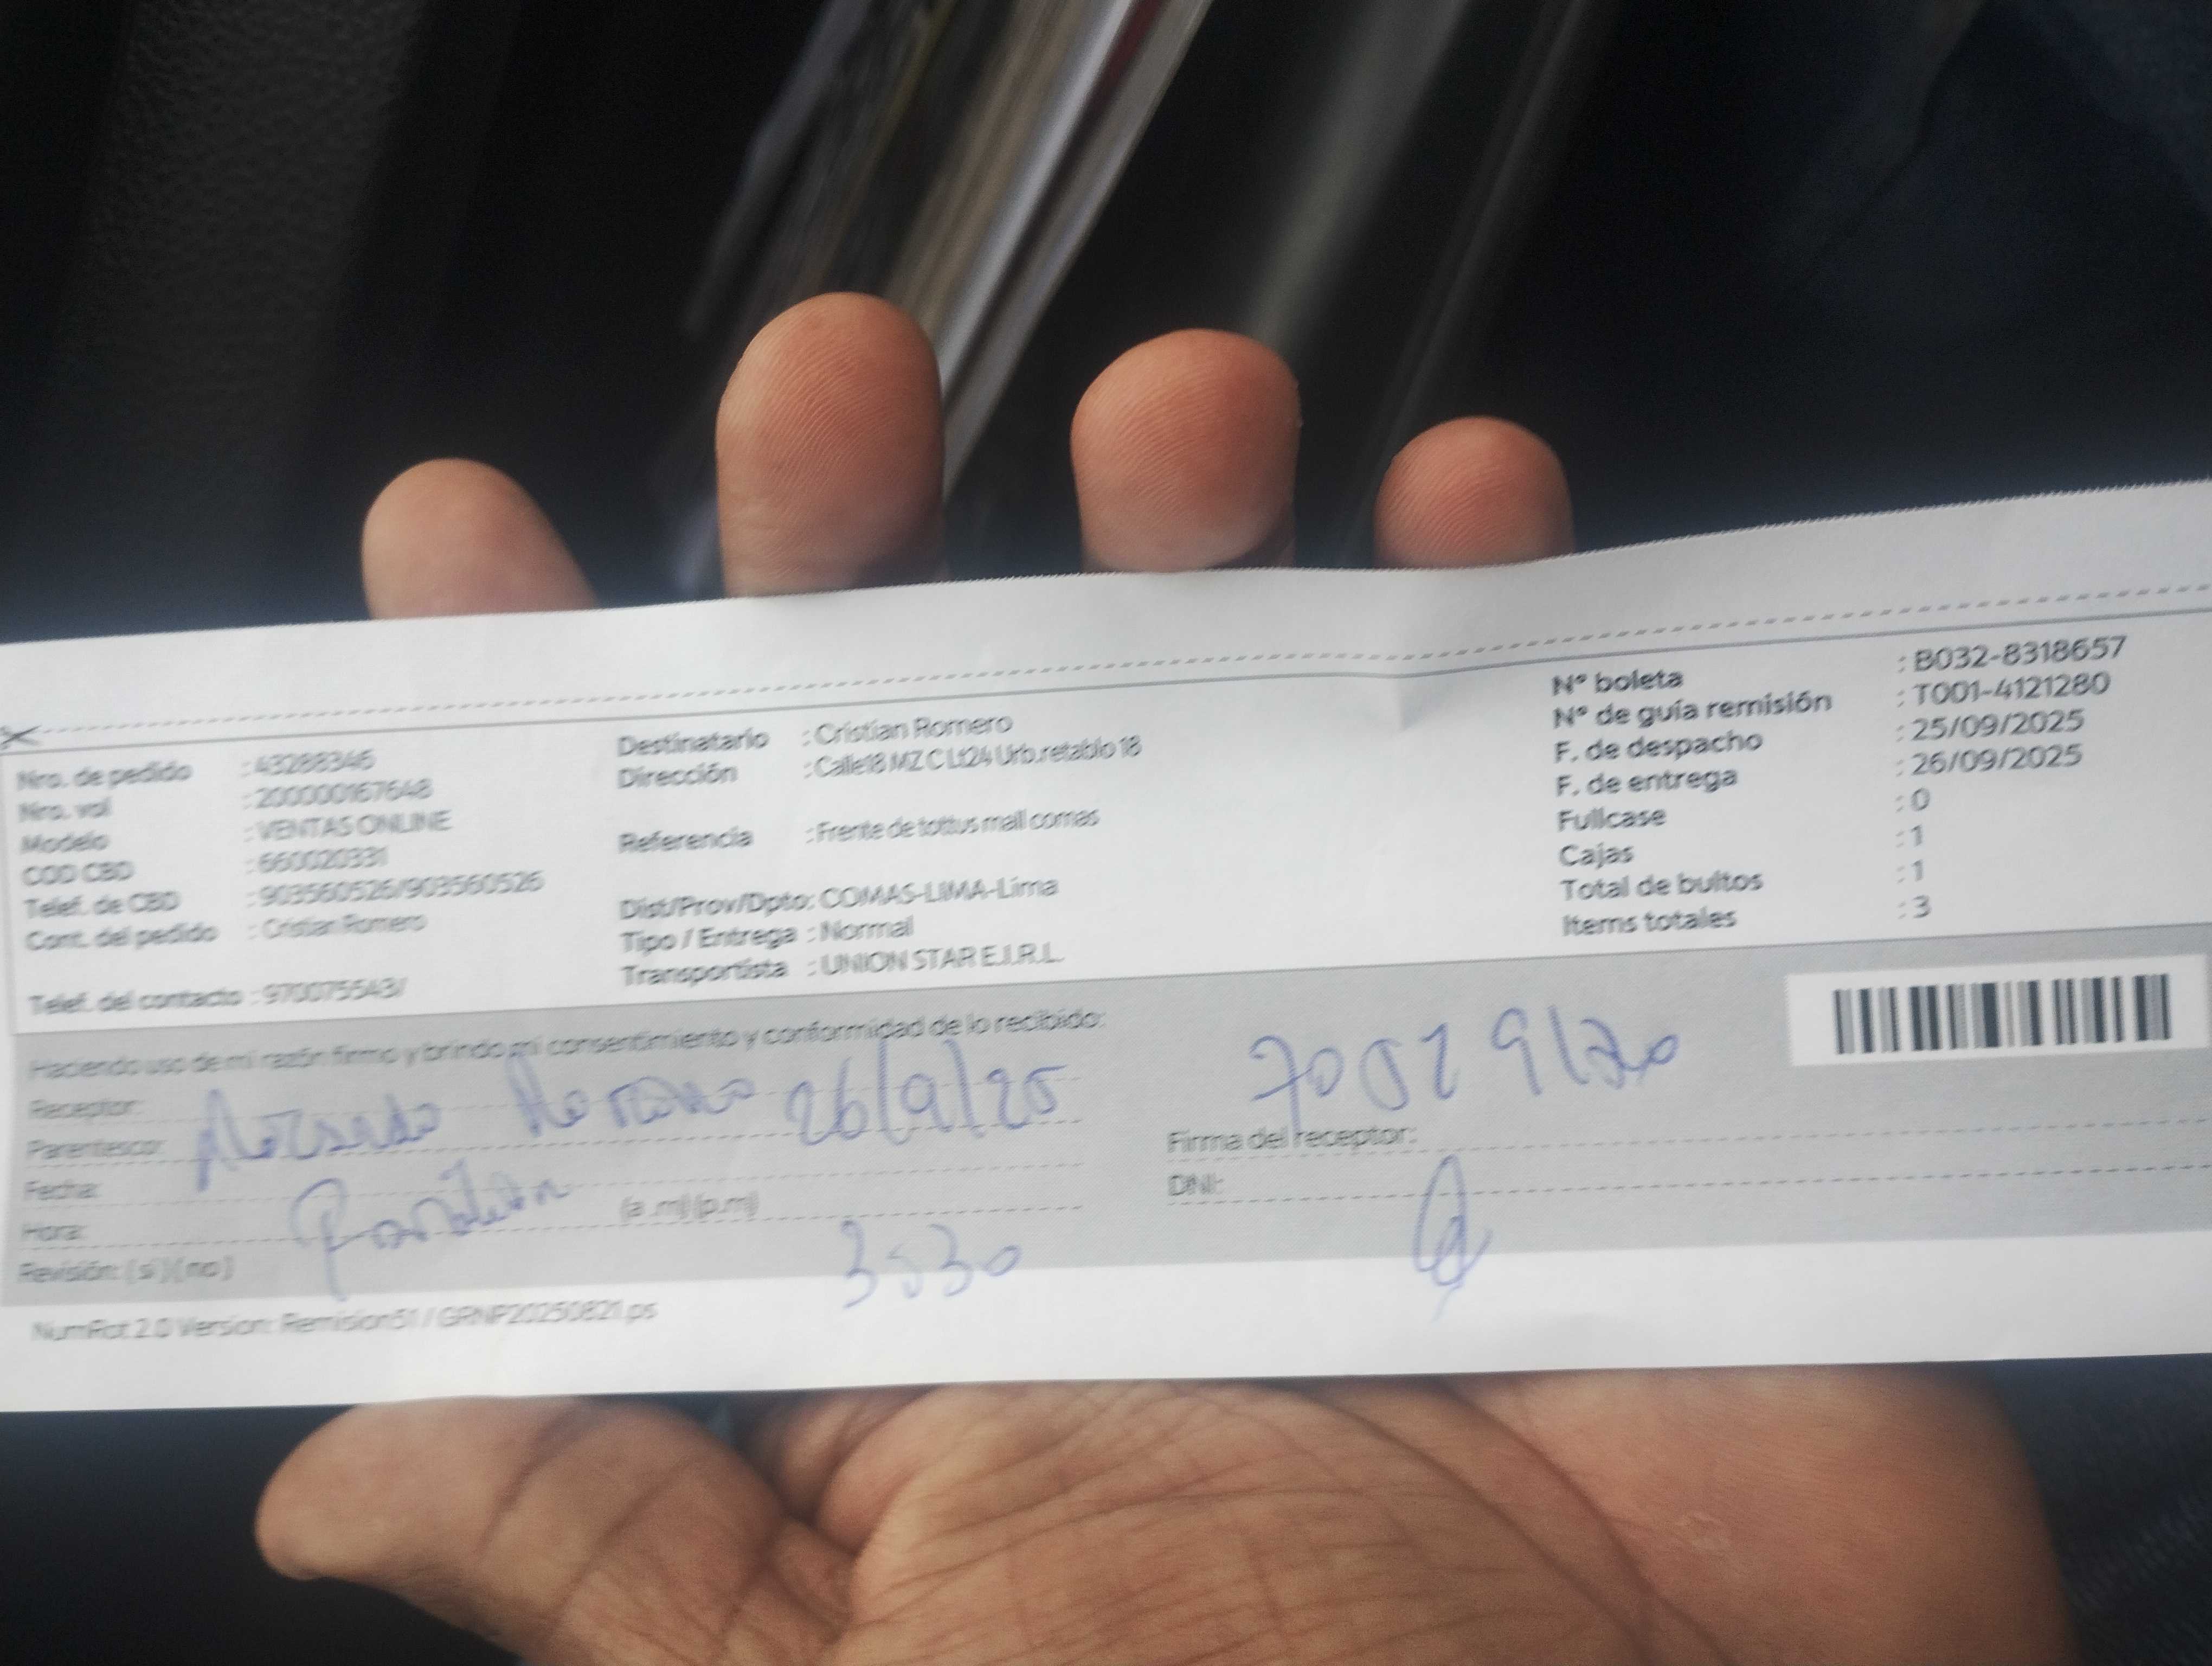 Nro. de pedido : 43288346
Nro. vol : 200000167648
Modelo : VENTAS ONLINE
COD CBD : 660020331
Telef. de CBD : 903560526/903560526
Cont. del pedido : Cristian Romero
Telef. del contacto : 970075543/
Destinatario : Cristian Romero
Dirección : Calle18 MZ C Lt24 Urb.retablo 18
Referencia : Frente de tottus mall comas
Dist/Prov/Dpto: COMAS-LIMA-Lima
Tipo / Entrega : Normal
Transportista : UNION STAR E.I.R.L.
Nº boleta : B032-8318657
Nº de guía remisión : T001-4121280
F. de despacho : 25/09/2025
F. de entrega : 26/09/2025
Fullcase : 0
Cajas : 1
Total de bultos : 1
Items totales : 3
Haciendo uso de mi razón firmo y brindo mi consentimiento y conformidad de lo recibido:
Receptor:
Parentesco: 26/9/25
Fecha:
Hora: (a .m) (p.m)
Revisión: ( si ) ( no )
3030
Firma del receptor:
DNI:
NumRot 2.0 Version: Remision51 / GRNP20250821.ps